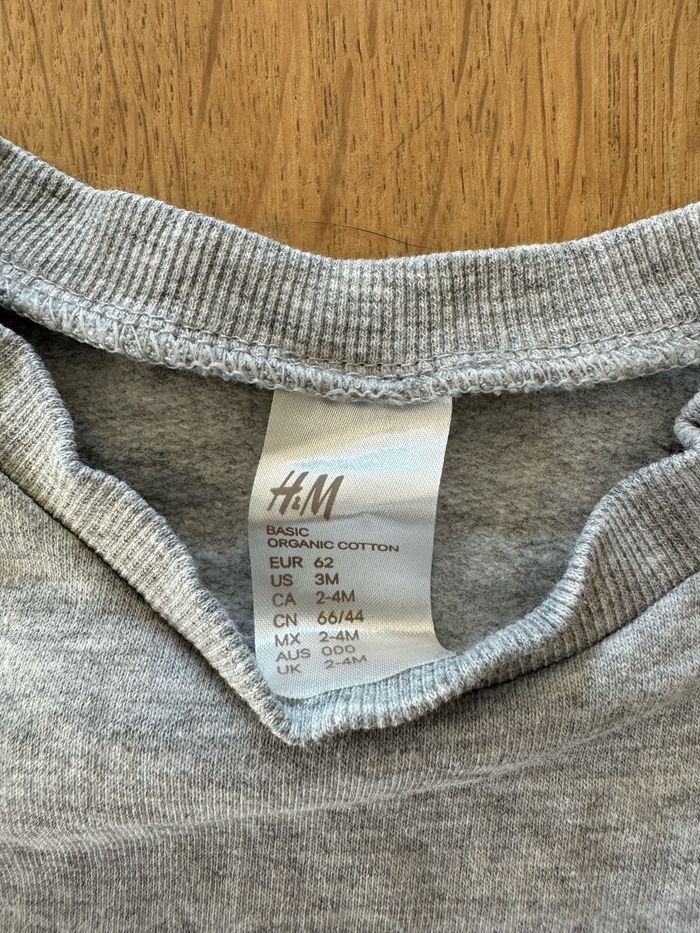 H&M
BASIC
ORGANIC COTTON
EUR 62
US 3M
CA 2-4M
CN 66/44
MX 2-4M
AUS 000
UK 2-4M